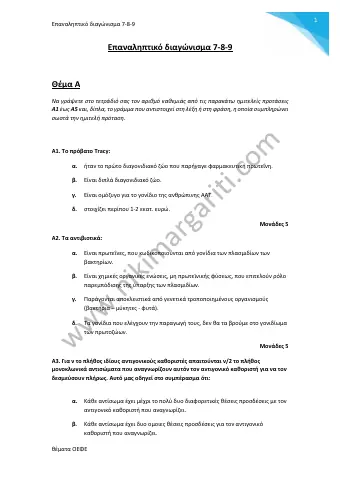 Επαναληπτικό διαγώνισμα 7-8-9
1
Επαναληπτικό διαγώνισμα 7-8-9
Θέμα Α
Να γράψετε στο τετράδιό σας τον αριθμό καθεμιας από τις παρακάτω ημιτελείς προτάσεις
Α1 έως Α5 και, δίπλα, το γράμμα που αντιστοιχεί στη λέξη ή στη φράση, η οποία συμπληρώνει
σωστά την ημιτελή πρόταση.
Α1. Το πρόβατο Tracy:
α. ήταν το πρώτο διαγονιδιακό ζώο που παρήγαγε φαρμακευτική πρωτεΐνη.
β. Είναι διπλά διαγονιδιακό ζώο.
γ. Είναι ομόζυγο για το γονίδιο της ανθρώπινης ΑΑΤ.
δ. στοιχίζει περίπου 1-2 εκατ. ευρώ.
Μονάδες 5
Α2. Τα αντιβιοτικά:
α. Είναι πρωτεΐνες, που κωδικοποιούνται από γονίδια των πλασμιδίων των
βακτηρίων.
β. Είναι χημικές οργανικές ενώσεις, μη πρωτεϊνικής φύσεως, που επιτελούν ρόλο
παρεμπόδισης της ύπαρξης των πλασμιδίων.
γ. Παράγονται αποκλειστικά από γενετικά τροποποιημένους οργανισμούς
(βακτήρια – μύκητες - φυτά).
δ. Τα γονίδια που ελέγχουν την παραγωγή τους, δεν θα τα βρούμε στο γονιδίωμα
των πρωτοζώων.
Μονάδες 5
Α3. Για ν το πλήθος ιδίους αντιγονικούς καθοριστές απαιτούνται ν/2 το πλήθος
μονοκλωνικά αντισώματα που αναγνωρίζουν αυτόν τον αντιγονικό καθοριστή για να τον
δεσμεύσουν πλήρως. Αυτό μας οδηγεί στο συμπέρασμα ότι:
α. Κάθε αντίσωμα έχει μέχρι το πολύ δυο διαφορετικές θέσεις προσδέσεις με τον
αντιγονικό καθοριστή που αναγνωρίζει.
β. Κάθε αντίσωμα έχει δυο ομοιες θέσεις προσδέσεις για τον αντιγονικό
καθοριστή που αναγνωρίζει.
θέματα ΟΕΦΕ
www.nikimargariti.com